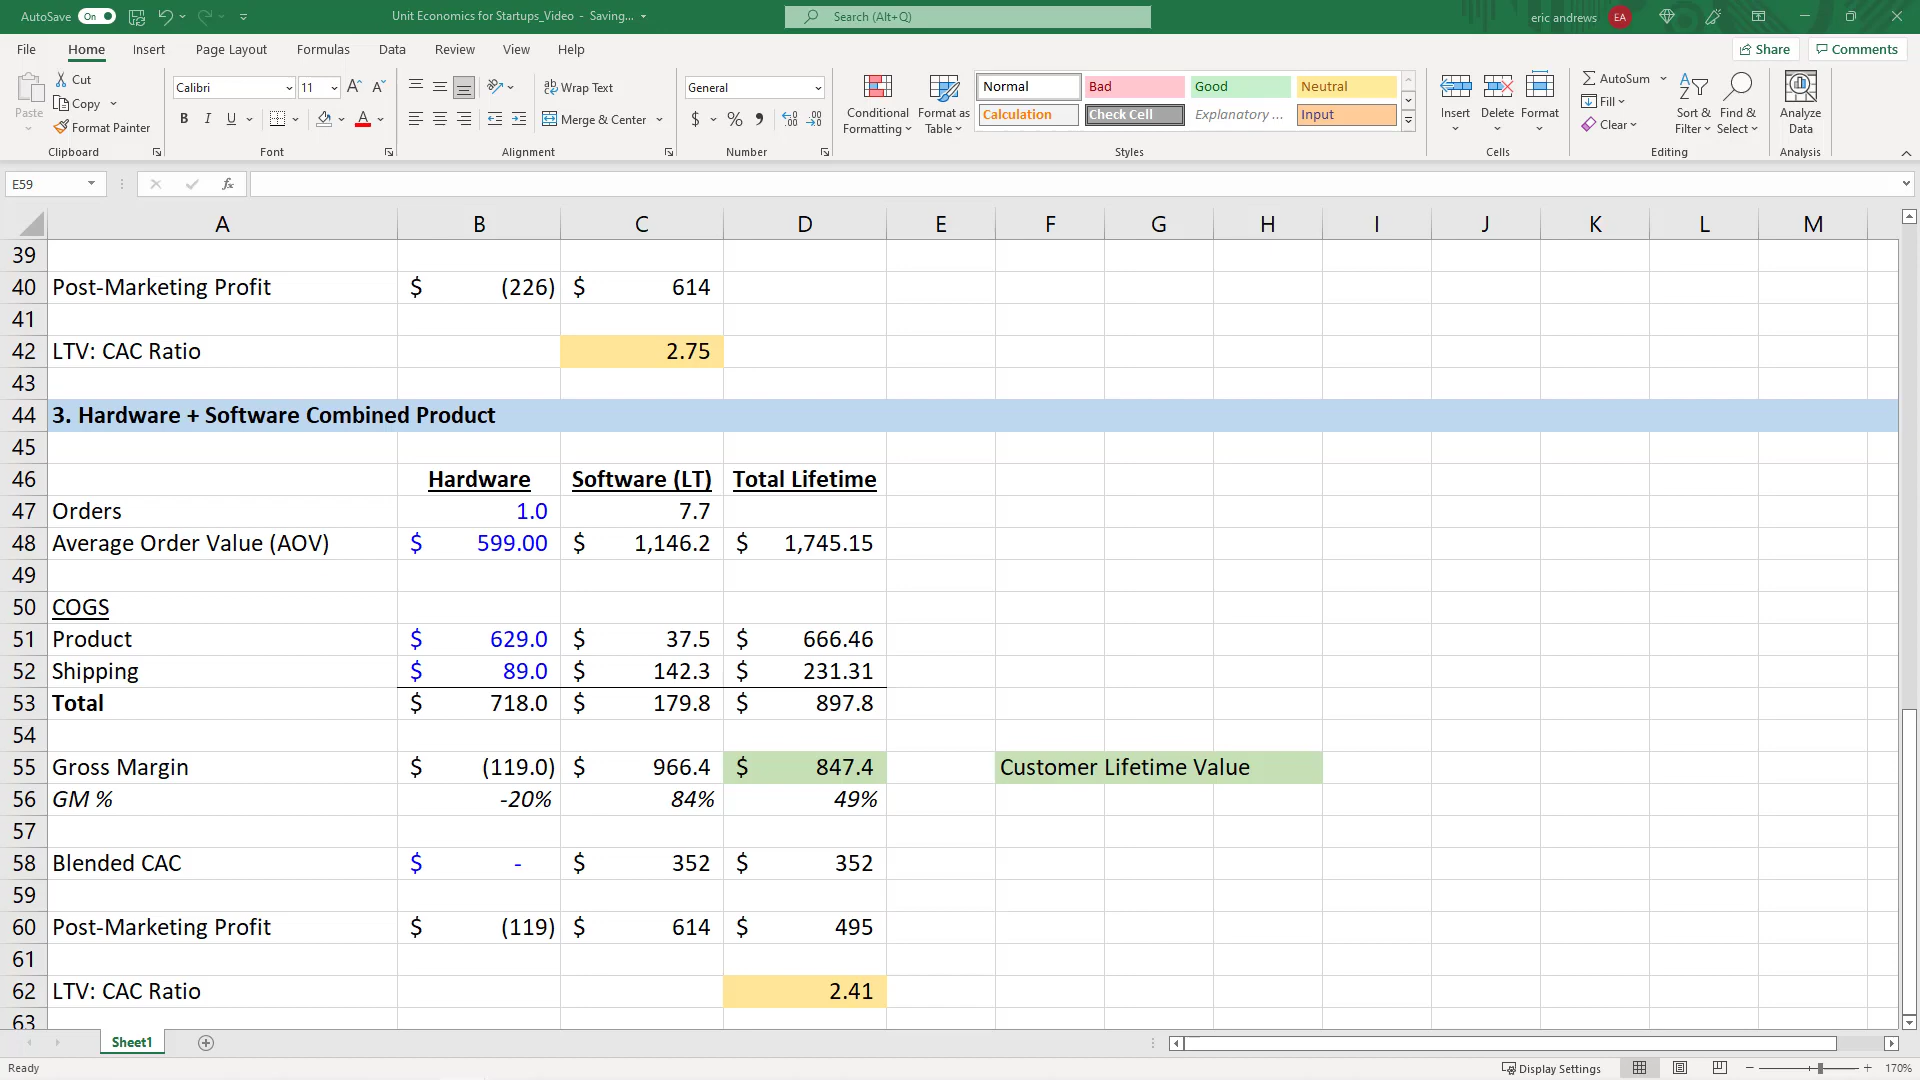 AutoSave On Unit Economics for Startups_Video - Saving... Search (Alt+Q) eric andrews EA
File Home Insert Page Layout Formulas Data Review View Help Share Comments
Paste Cut Copy Format Painter Clipboard
Calibri 11 B I U Font
Wrap Text Merge & Center Alignment
General $ % Number
Conditional Formatting Format as Table
Normal Bad Good Neutral
Calculation Check Cell Explanatory ... Input
Styles
Insert Delete Format Cells
AutoSum Fill Clear Sort & Filter Find & Select Editing
Analyze Data Analysis
E59 fx
A B C D E F G H I J K L M
39
40 Post-Marketing Profit $ (226) $ 614
41
42 LTV: CAC Ratio 2.75
43
44 3. Hardware + Software Combined Product
45
46 Hardware Software (LT) Total Lifetime
47 Orders 1.0 7.7
48 Average Order Value (AOV) $ 599.00 $ 1,146.2 $ 1,745.15
49
50 COGS
51 Product $ 629.0 $ 37.5 $ 666.46
52 Shipping $ 89.0 $ 142.3 $ 231.31
53 Total $ 718.0 $ 179.8 $ 897.8
54
55 Gross Margin $ (119.0) $ 966.4 $ 847.4 Customer Lifetime Value
56 GM % -20% 84% 49%
57
58 Blended CAC $ - $ 352 $ 352
59
60 Post-Marketing Profit $ (119) $ 614 $ 495
61
62 LTV: CAC Ratio 2.41
63
Sheet1
Ready Display Settings 170%